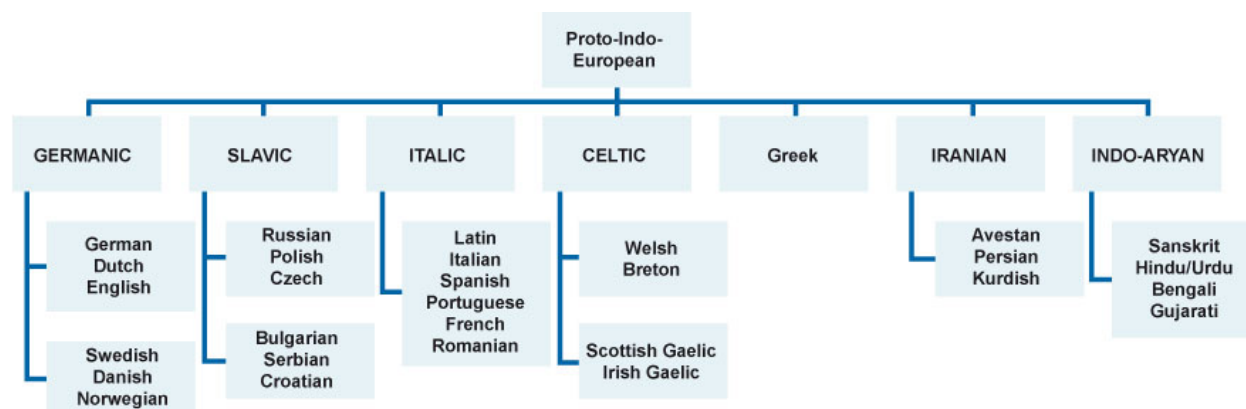 Proto-Indo-
European
GERMANIC
SLAVIC
ITALIC
CELTIC
Greek
IRANIAN
INDO-ARYAN
German
Dutch
English
Swedish
Danish
Norwegian
Russian
Polish
Czech
Bulgarian
Serbian
Croatian
Latin
Italian
Spanish
Portuguese
French
Romanian
Welsh
Breton
Scottish Gaelic
Irish Gaelic
Avestan
Persian
Kurdish
Sanskrit
Hindu/Urdu
Bengali
Gujarati